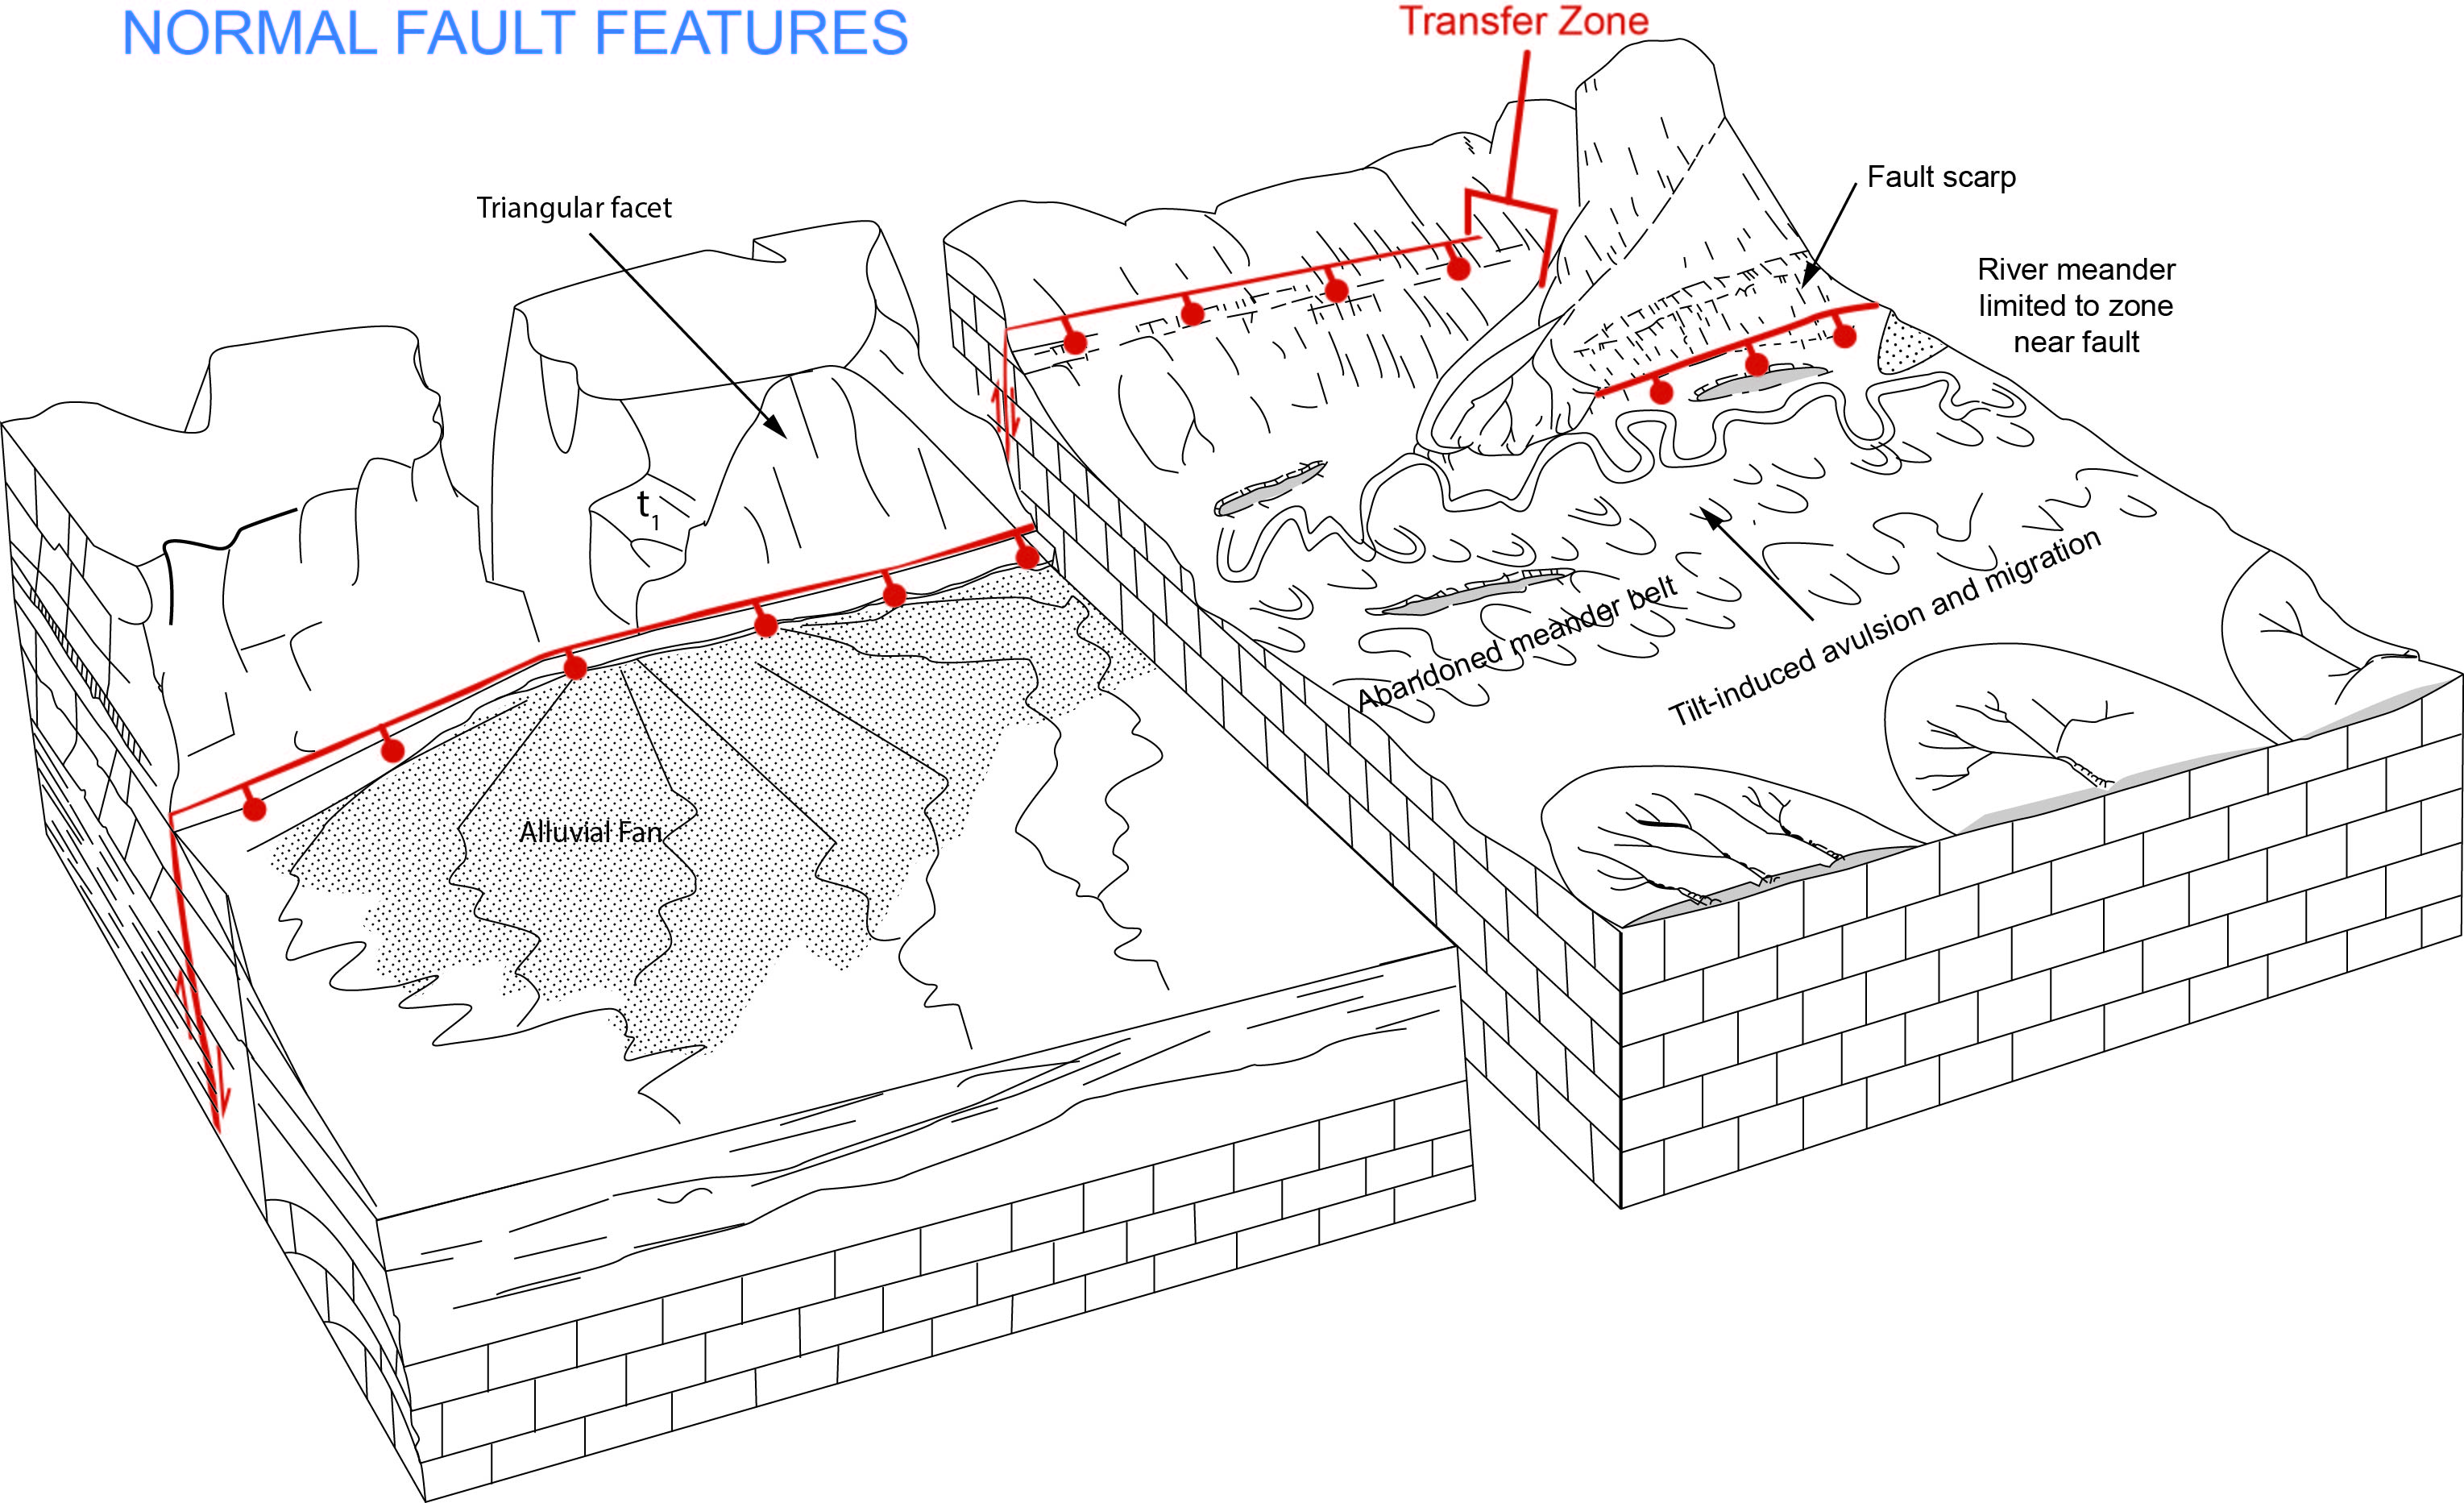 NORMAL FAULT FEATURES
Transfer Zone
Triangular facet
Fault scarp
River meander
limited to zone
near fault
t1
Abandoned meander belt
Tilt-induced avulsion and migration
Alluvial Fan